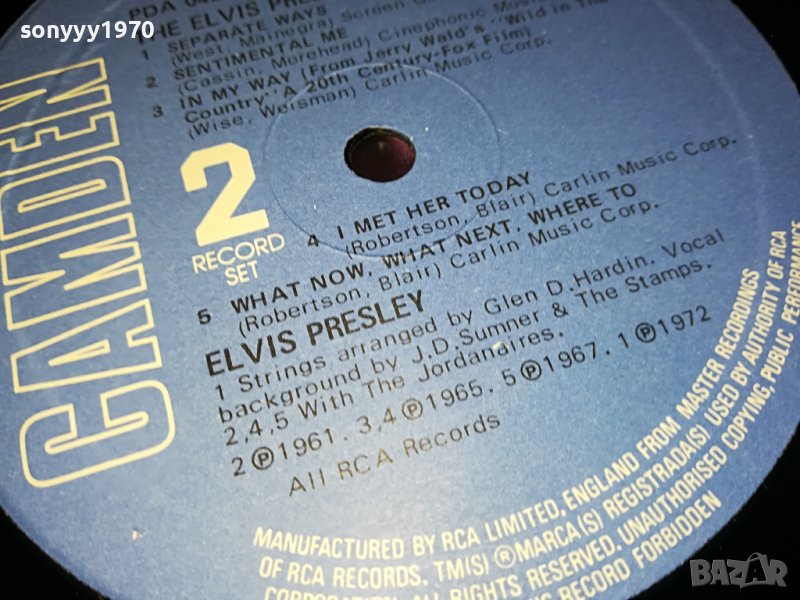 sonyyy1970
PDA 042
THE ELVIS PRES
1 SEPARATE WAYS
(West, Mainegra) Screen G
2 SENTIMENTAL ME
(Cassin, Morehead) Cinephonic Music
3 IN MY WAY (From Jerry Wald's "Wild in The
Country", A 20th Century-Fox Film)
(Wise, Weisman) Carlin Music Corp.
CAMDEN
2
RECORD
SET
4 I MET HER TODAY
(Robertson, Blair) Carlin Music Corp.
5 WHAT NOW, WHAT NEXT, WHERE TO
(Robertson, Blair) Carlin Music Corp.
ELVIS PRESLEY
1 Strings arranged by Glen D.Hardin. Vocal
background by J.D.Sumner & The Stamps.
2,4,5 With The Jordanaires.
2 ℗1961. 3,4 ℗1965. 5 ℗1967. 1 ℗1972
All RCA Records
MANUFACTURED BY RCA LIMITED, ENGLAND FROM MASTER RECORDINGS
OF RCA RECORDS. TM(S) ® MARCA(S) REGISTRADA(S) USED BY AUTHORITY OF RCA
CORPORATION. ALL RIGHTS RESERVED. UNAUTHORISED COPYING, PUBLIC PERFORMANCE
RECORD FORBIDDEN
BAZAR